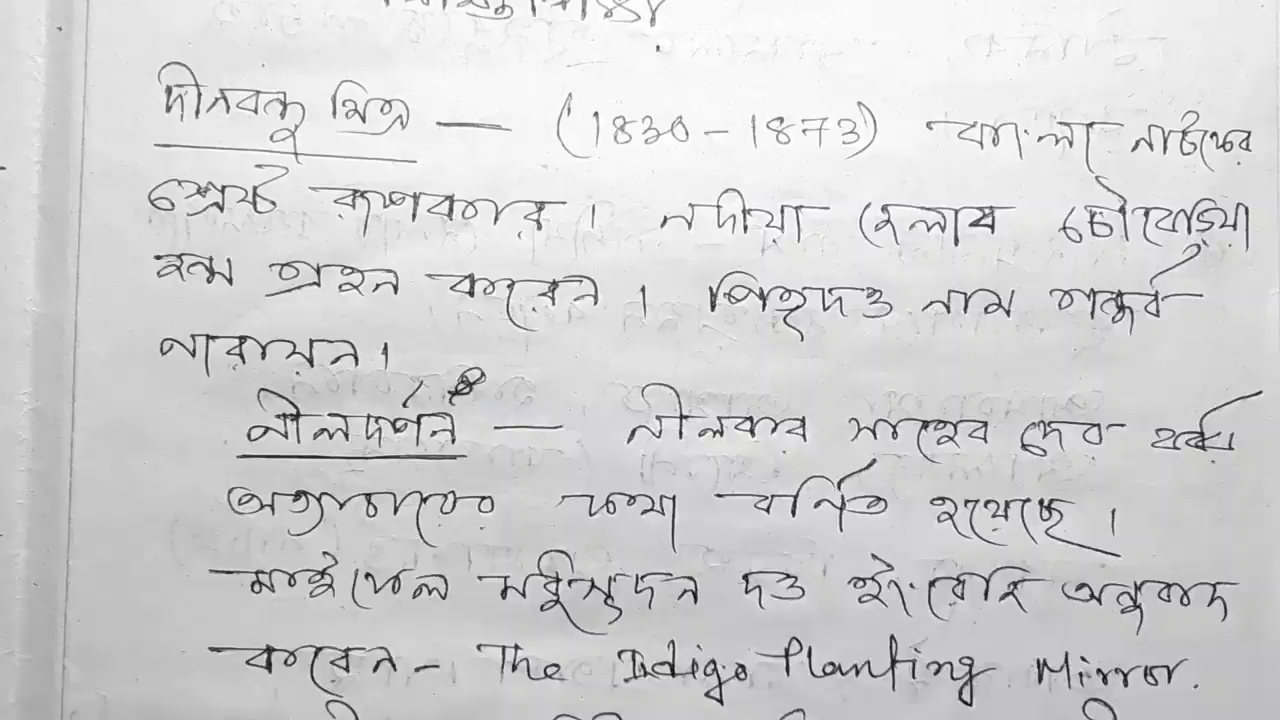 দীনবন্ধু মিত্র — (1830 - 1873) বাংলা নাট্যের
শ্রেষ্ঠ রূপকার। নদীয়া জেলার চৌবেড়িয়া
জন্ম গ্রহন করেন। পিতৃদত্ত নাম গন্ধর্ব
নারায়ন।
নীলদর্পন — নীলকর সাহেব দের
অত্যাচারের কথা বর্নিত হয়েছে।
মাইকেল মধুসূদন দত্ত ইংরেজি অনুবাদ
করেন - The Indigo Planting Mirror.